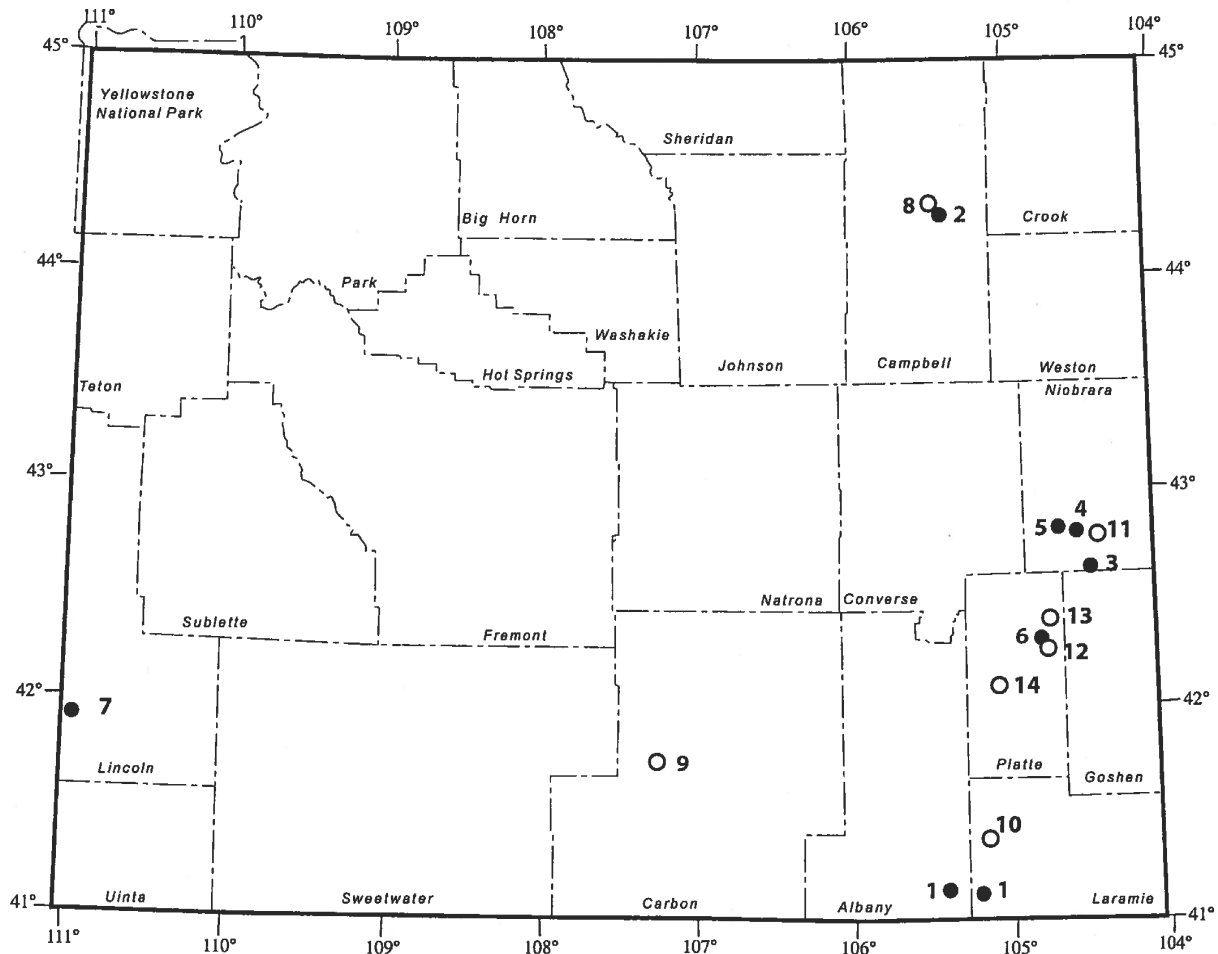 111° 110° 109° 108° 107° 106° 105° 104°
45° 45°
Yellowstone
National Park
Sheridan
8 2
Big Horn Crook
44° 44°
Park
Washakie
Hot Springs Johnson Campbell Weston
Teton Niobrara
43° 43°
5 4 11
3
Natrona Converse
13
Sublette Fremont
6 12
14
42° 42°
7
9
Lincoln Platte Goshen
10
1 1
41° Uinta Sweetwater Carbon Albany Laramie 41°
111° 110° 109° 108° 107° 106° 105° 104°